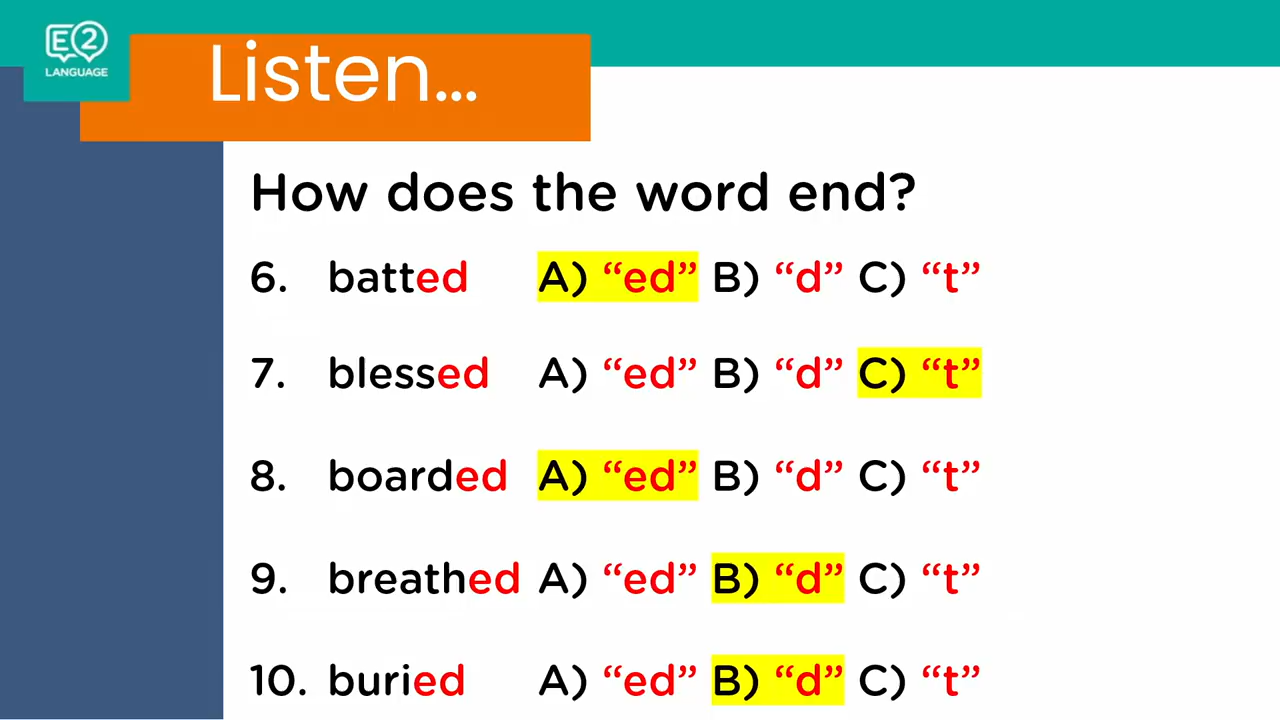 E2
LANGUAGE
Listen...
How does the word end?
6. batted A) “ed” B) “d” C) “t”
7. blessed A) “ed” B) “d” C) “t”
8. boarded A) “ed” B) “d” C) “t”
9. breathed A) “ed” B) “d” C) “t”
10. buried A) “ed” B) “d” C) “t”